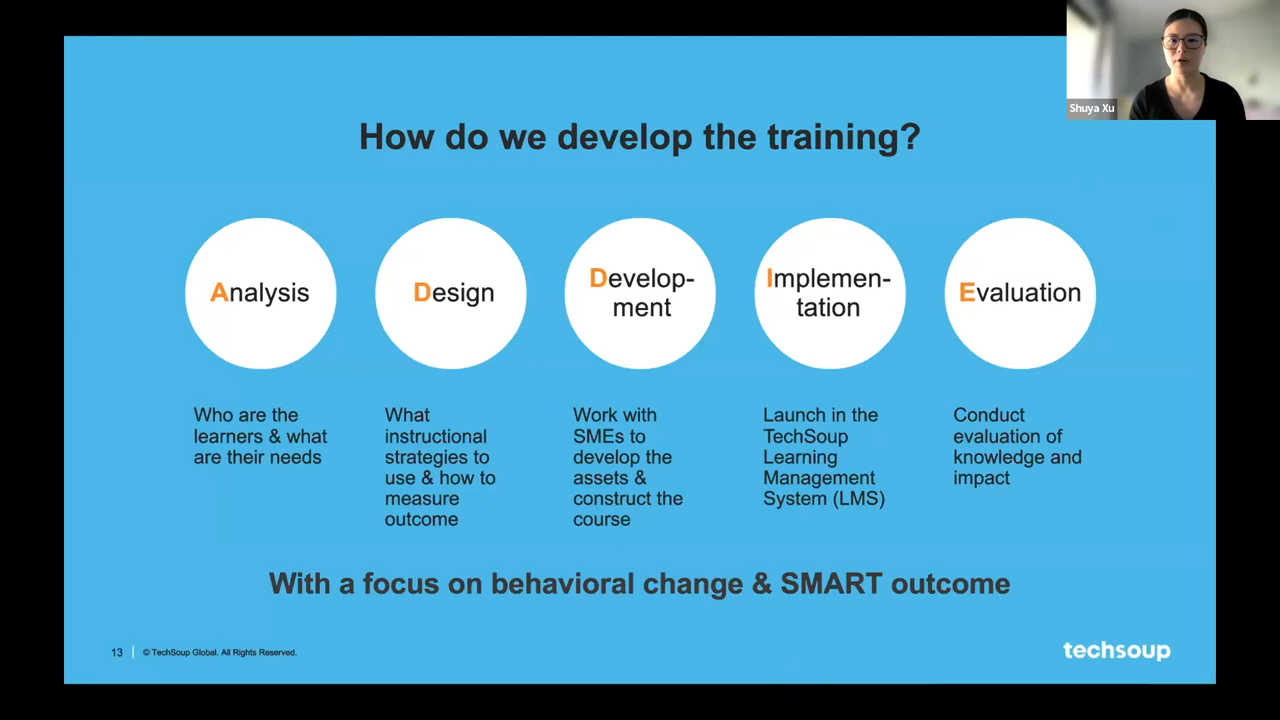 Shuya Xu
How do we develop the training?
Analysis
Design
Develop-
ment
Implemen-
tation
Evaluation
Who are the
learners & what
are their needs
What
instructional
strategies to
use & how to
measure
outcome
Work with
SMEs to
develop the
assets &
construct the
course
Launch in the
TechSoup
Learning
Management
System (LMS)
Conduct
evaluation of
knowledge and
impact
With a focus on behavioral change & SMART outcome
13
© TechSoup Global. All Rights Reserved.
techsoup